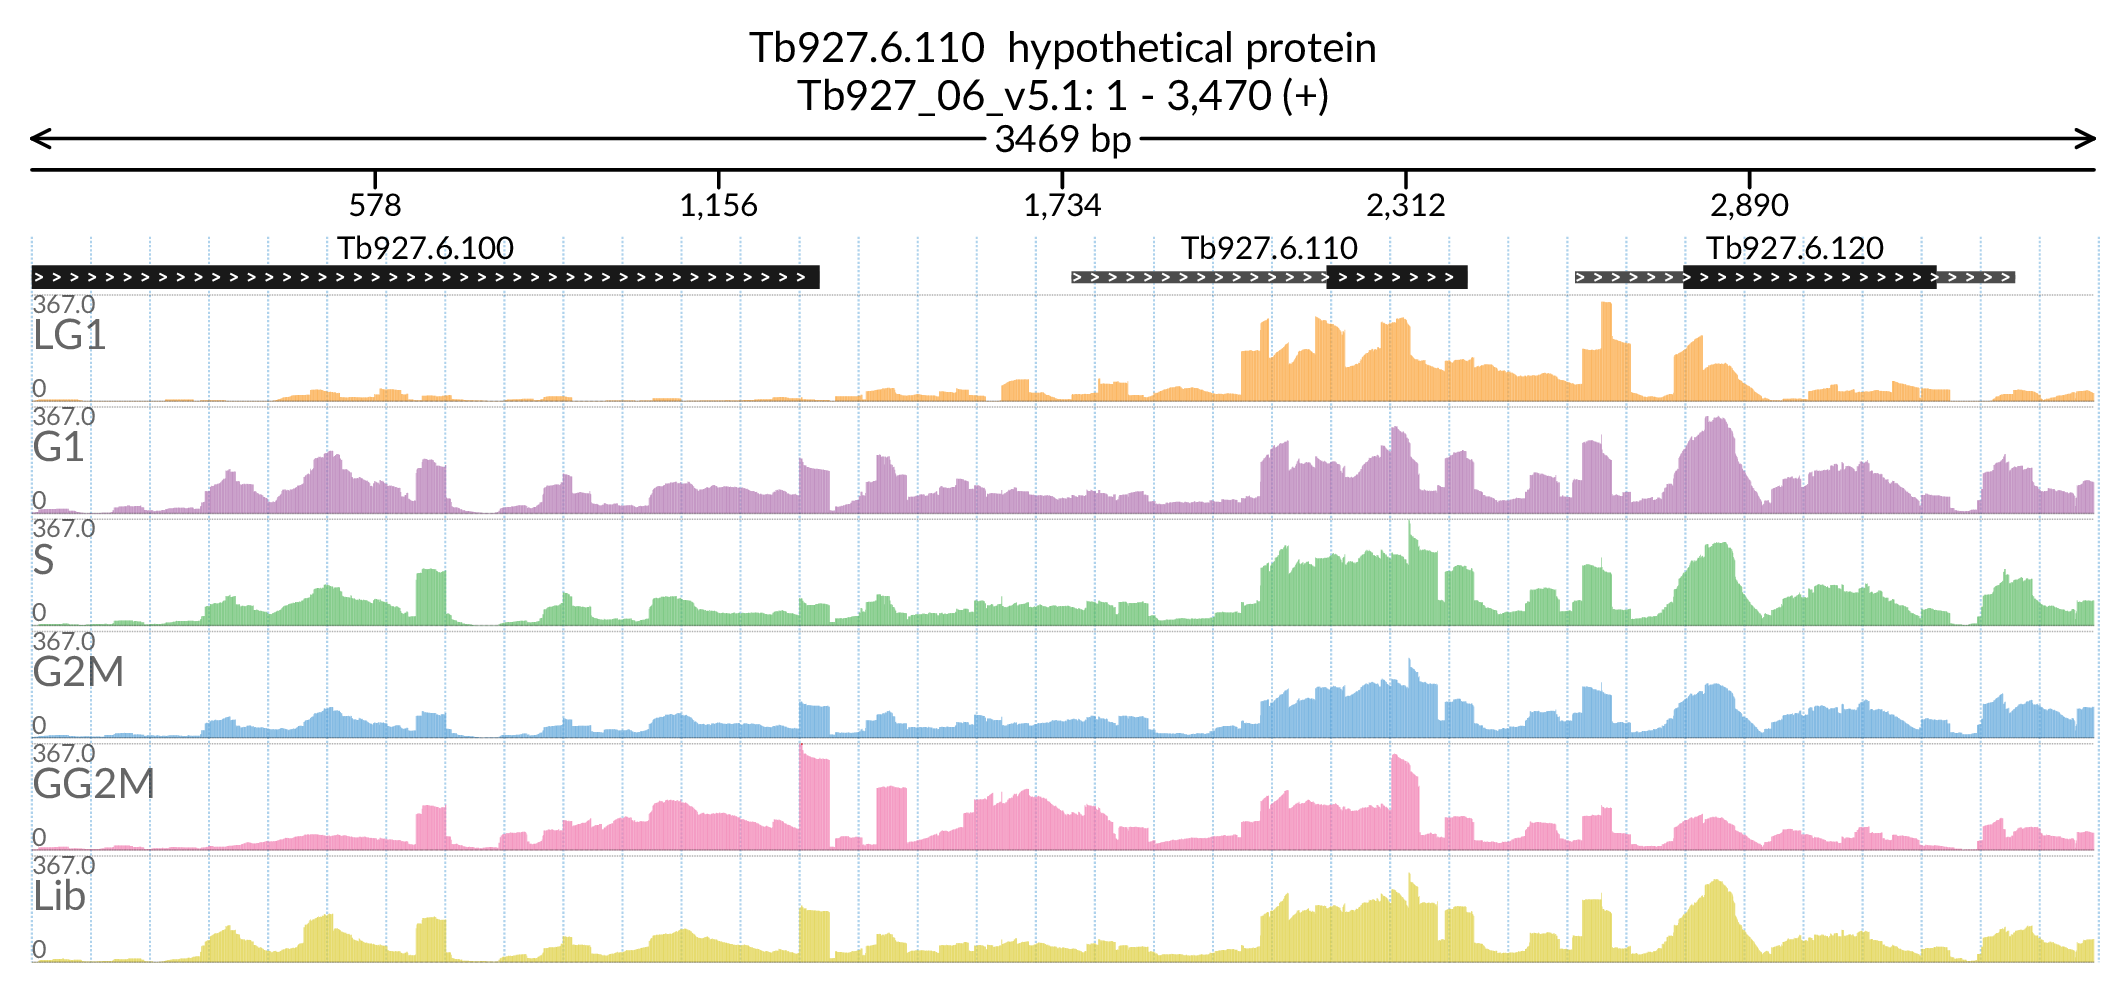 Tb927.6.110 hypothetical protein
Tb927_06_v5.1: 1 - 3,470 (+)
3469 bp
578 1,156 1,734 2,312 2,890
Tb927.6.100 Tb927.6.110 Tb927.6.120
367.0
LG1
0
367.0
G1
0
367.0
S
0
367.0
G2M
0
367.0
GG2M
0
367.0
Lib
0